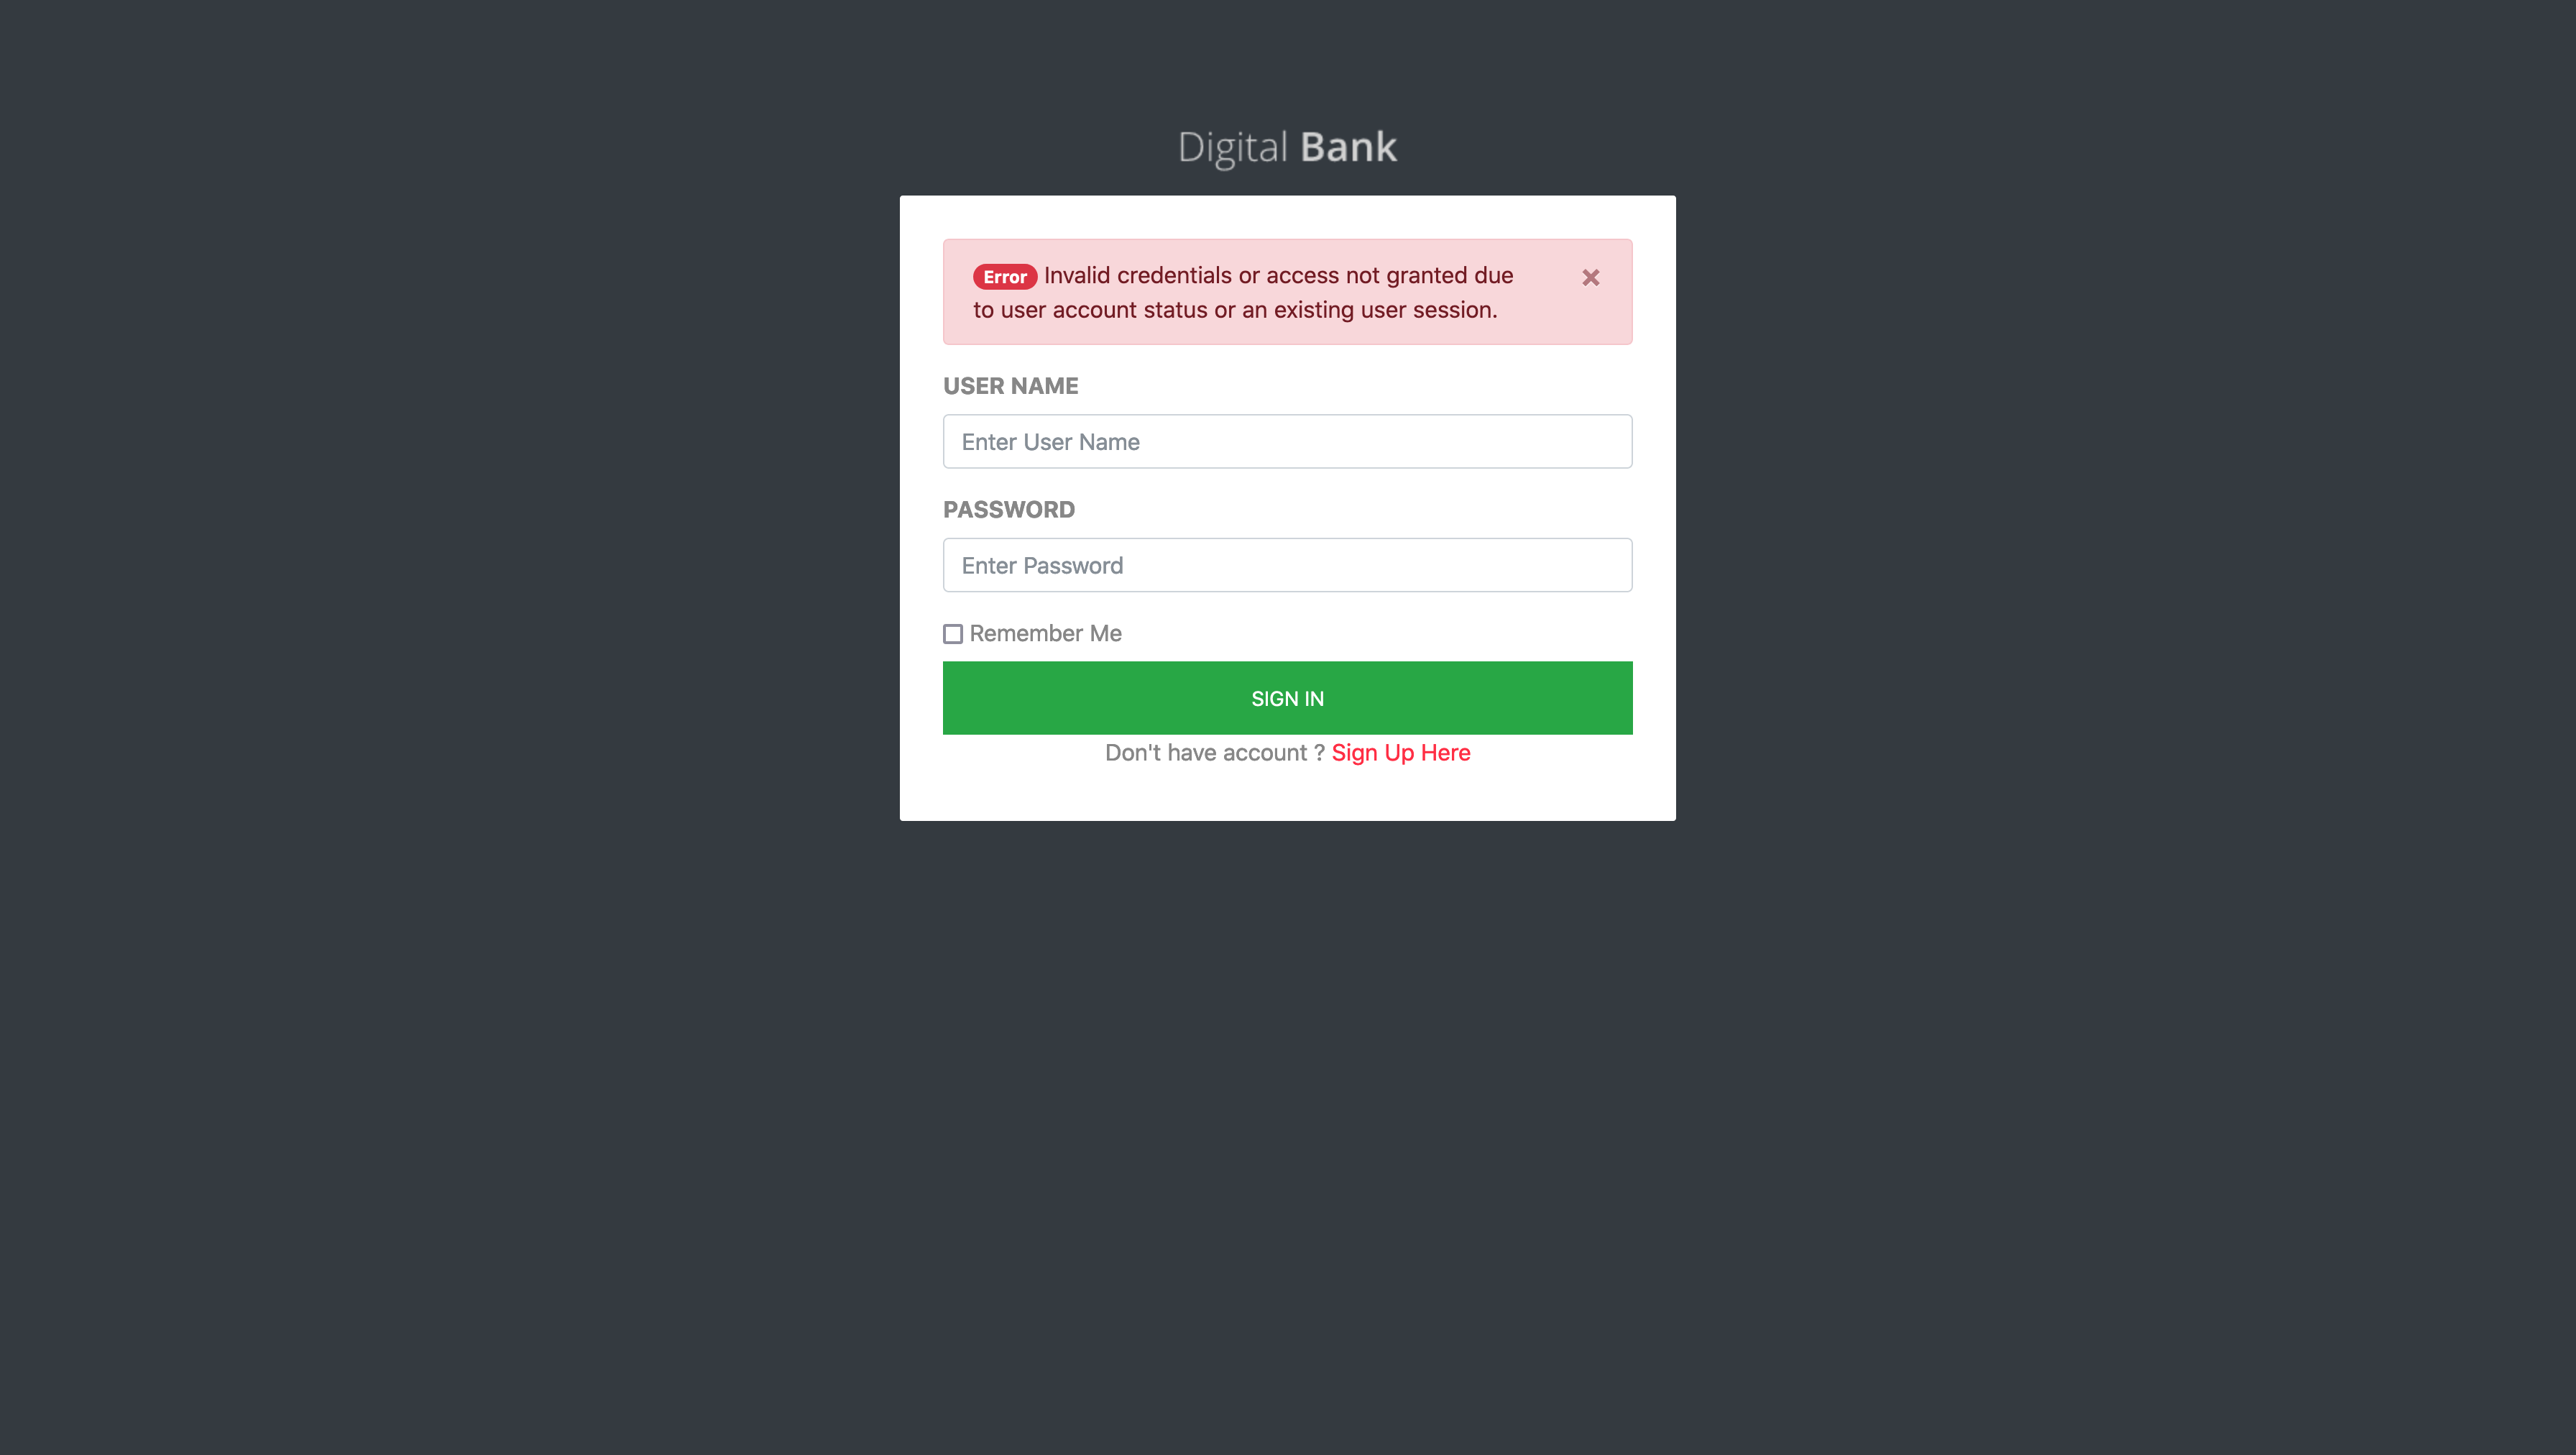 Digital Bank
Error Invalid credentials or access not granted due
to user account status or an existing user session.
USER NAME
Enter User Name
PASSWORD
Enter Password
Remember Me
SIGN IN
Don't have account ? Sign Up Here